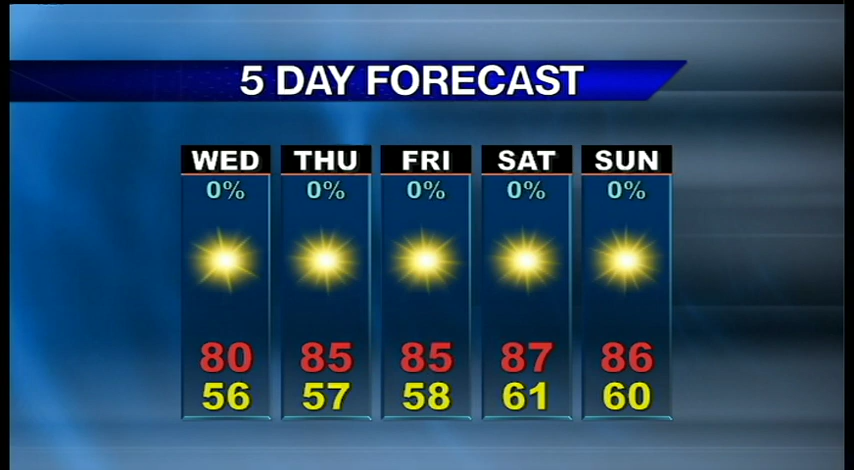 5 DAY FORECAST
WED THU FRI SAT SUN
0% 0% 0% 0% 0%
80 85 85 87 86
56 57 58 61 60